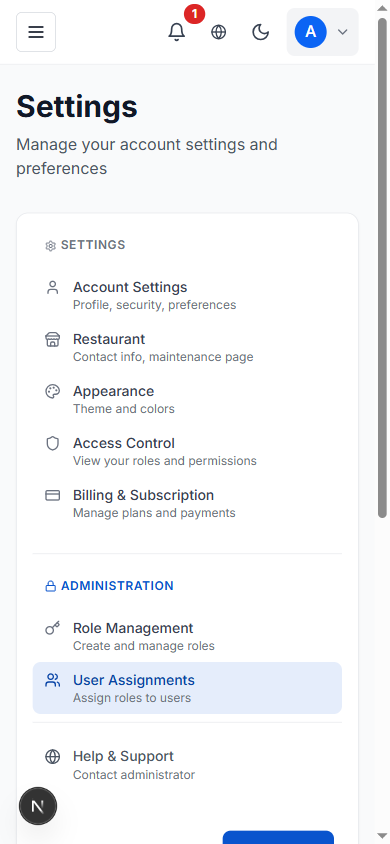 1
A
Settings
Manage your account settings and
preferences
SETTINGS
Account Settings
Profile, security, preferences
Restaurant
Contact info, maintenance page
Appearance
Theme and colors
Access Control
View your roles and permissions
Billing & Subscription
Manage plans and payments
ADMINISTRATION
Role Management
Create and manage roles
User Assignments
Assign roles to users
Help & Support
Contact administrator
N